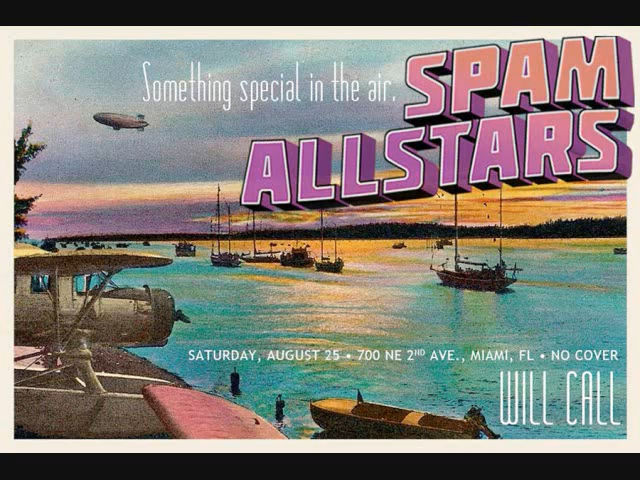 Something special in the air.
SPAM
ALLSTARS
SATURDAY, AUGUST 25 • 700 NE 2ND AVE., MIAMI, FL • NO COVER
WILL CALL